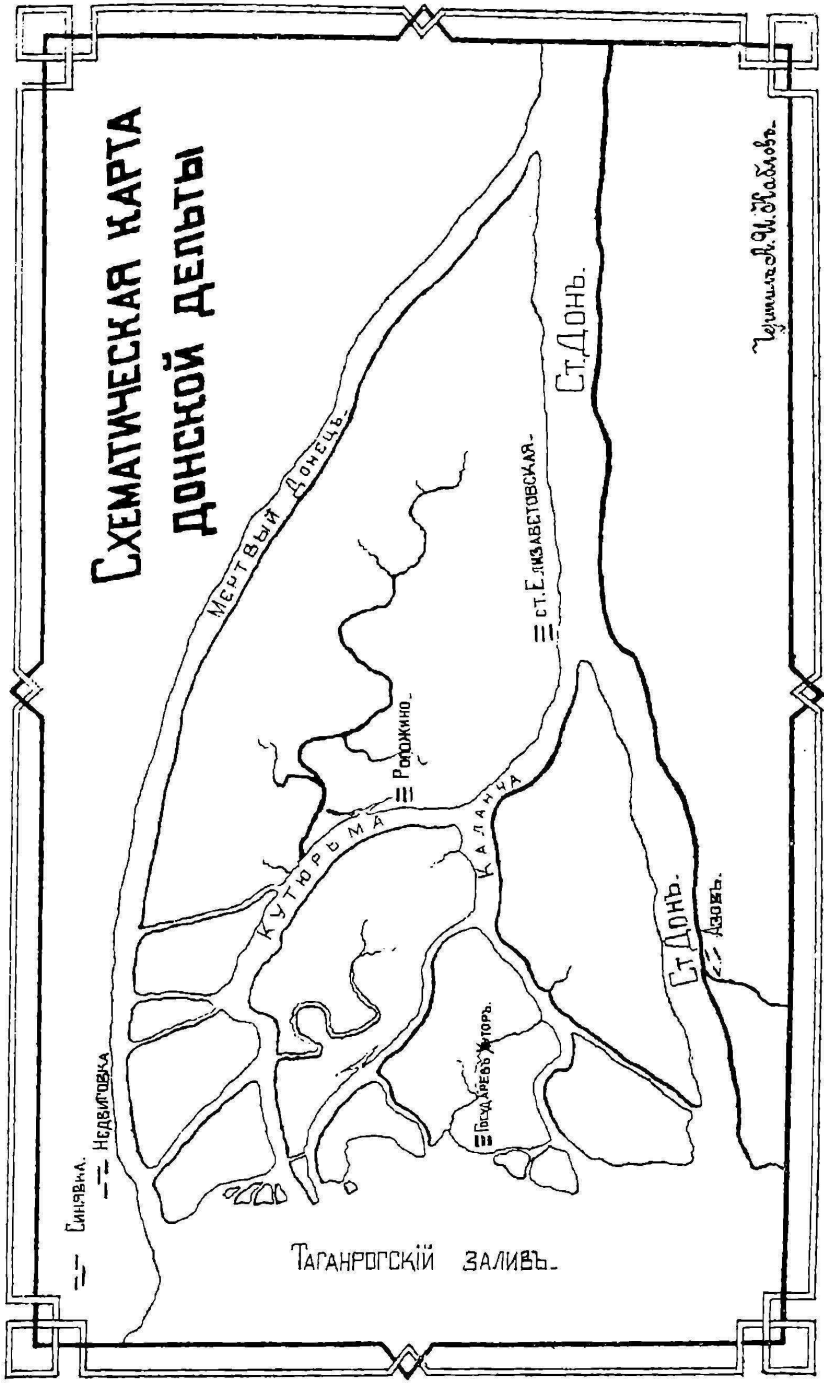 СХЕМАТИЧЕСКАЯ КАРТА
ДОНСКОЙ ДЕЛЬТЫ
Синявка.
Недвиговка
Мертвый Донецъ.
Рогожино.
Кутюрьма
Каланча
ст. Елизаветовская.
Ст. Донъ.
Государевъ Хуторъ.
Ст. Донъ.
Азовъ.
Таганрогскій заливъ.
Чертилъ А. И.